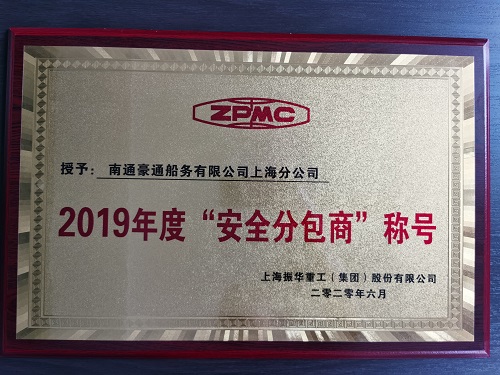 ZPMC
授予：南通豪通船务有限公司上海分公司
2019年度“安全分包商”称号
上海振华重工（集团）股份有限公司
二零二零年六月